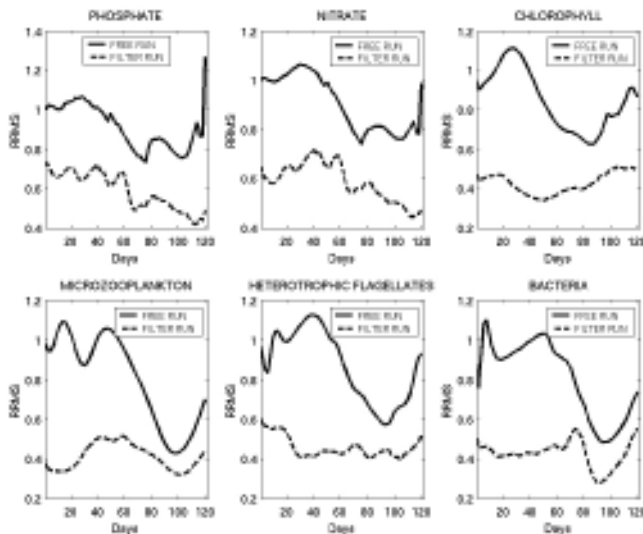 PHOSPHATE
NITRATE
CHLOROPHYLL
1.4
1.2
1
0.8
0.6
0.4
RRMS
FREE RUN
FILTER RUN
20 40 60 80 100 120
Days
1.2
1
0.8
0.6
0.4
RRMS
FREE RUN
FILTER RUN
20 40 60 80 100 120
Days
1.2
1
0.8
0.6
0.4
0.2
RRMS
FREE RUN
FILTER RUN
20 40 60 80 100 120
Days
MICROZOOPLANKTON
HETEROTROPHIC FLAGELLATES
BACTERIA
1.2
1
0.8
0.6
0.4
0.2
RRMS
FREE RUN
FILTER RUN
20 40 60 80 100 120
Days
1.2
1
0.8
0.6
0.4
0.2
RRMS
FREE RUN
FILTER RUN
20 40 60 80 100 120
Days
1.2
1
0.8
0.6
0.4
0.2
RRMS
FREE RUN
FILTER RUN
20 40 60 80 100 120
Days